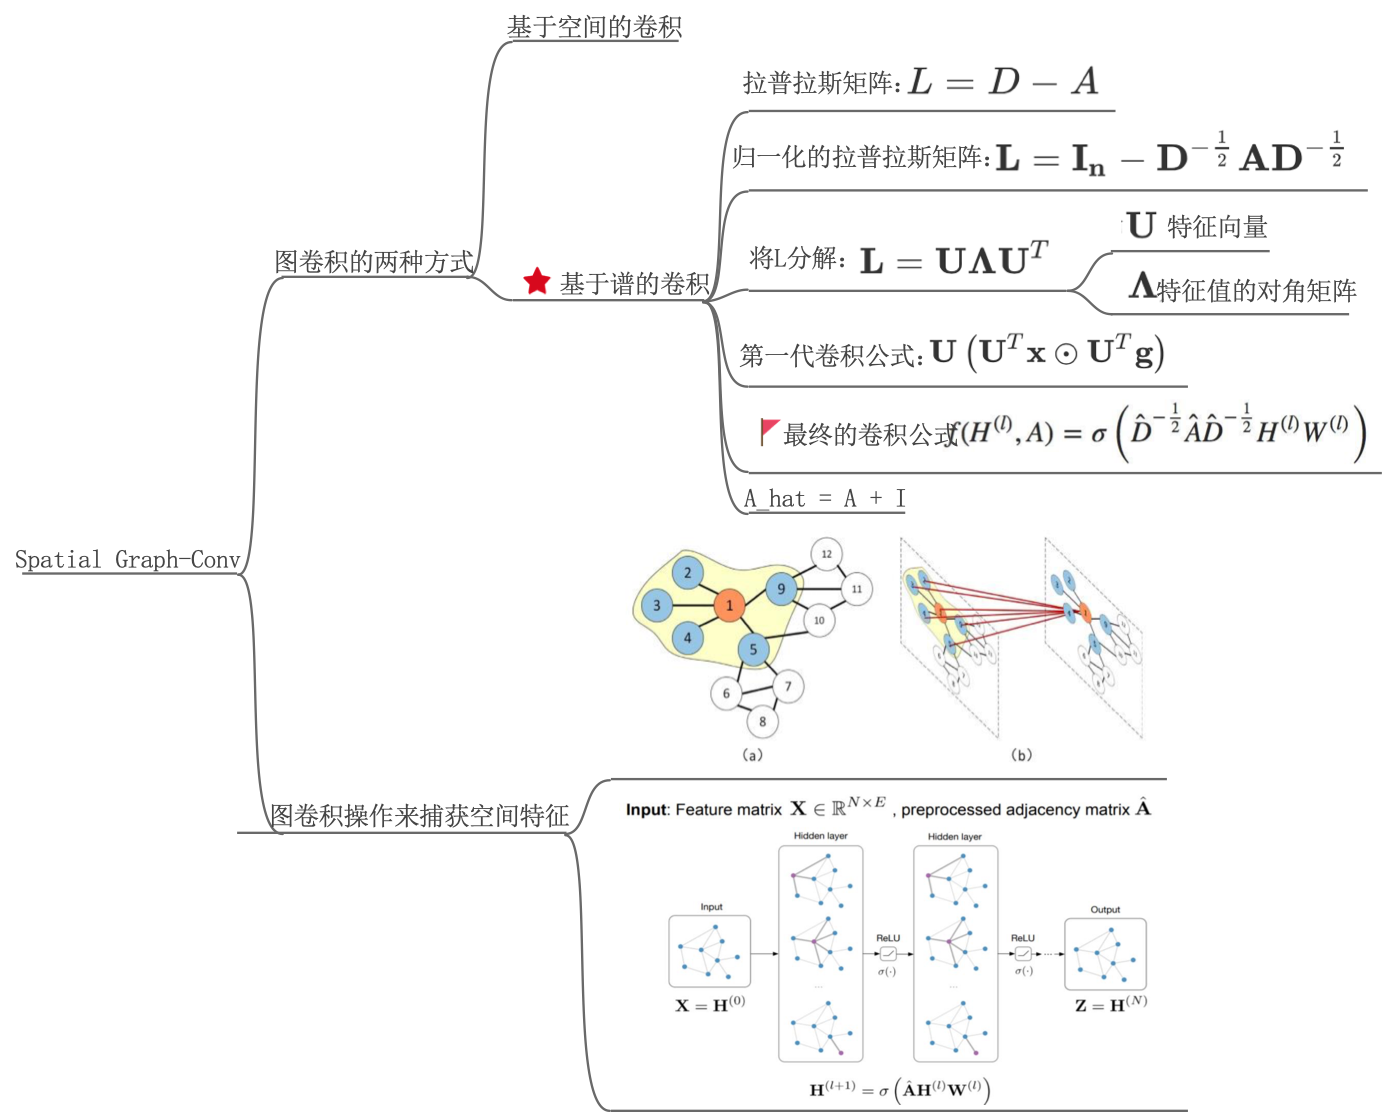 基于空间的卷积
拉普拉斯矩阵: L = D − A
归一化的拉普拉斯矩阵: L = Iₙ − D^{−1/2} AD^{−1/2}
U 特征向量
将L分解: L = UΛU^T
Λ特征值的对角矩阵
图卷积的两种方式
基于谱的卷积
第一代卷积公式: U (U^T x ⊙ U^T g)
最终的卷积公式 f(H^{(l)}, A) = σ (D̂^{−1/2} ÂD̂^{−1/2} H^{(l)} W^{(l)})
A_hat = A + I
Spatial Graph-Conv
12
2
9
11
3
1
10
4
5
6
7
8
(a)
(b)
图卷积操作来捕获空间特征
Input: Feature matrix X ∈ ℝ^{N×E} , preprocessed adjacency matrix Â
Hidden layer
Hidden layer
Input
Output
ReLU
ReLU
σ(·)
σ(·)
...
...
....
X = H^{(0)}
Z = H^{(N)}
H^{(l+1)} = σ (ÂH^{(l)}W^{(l)})